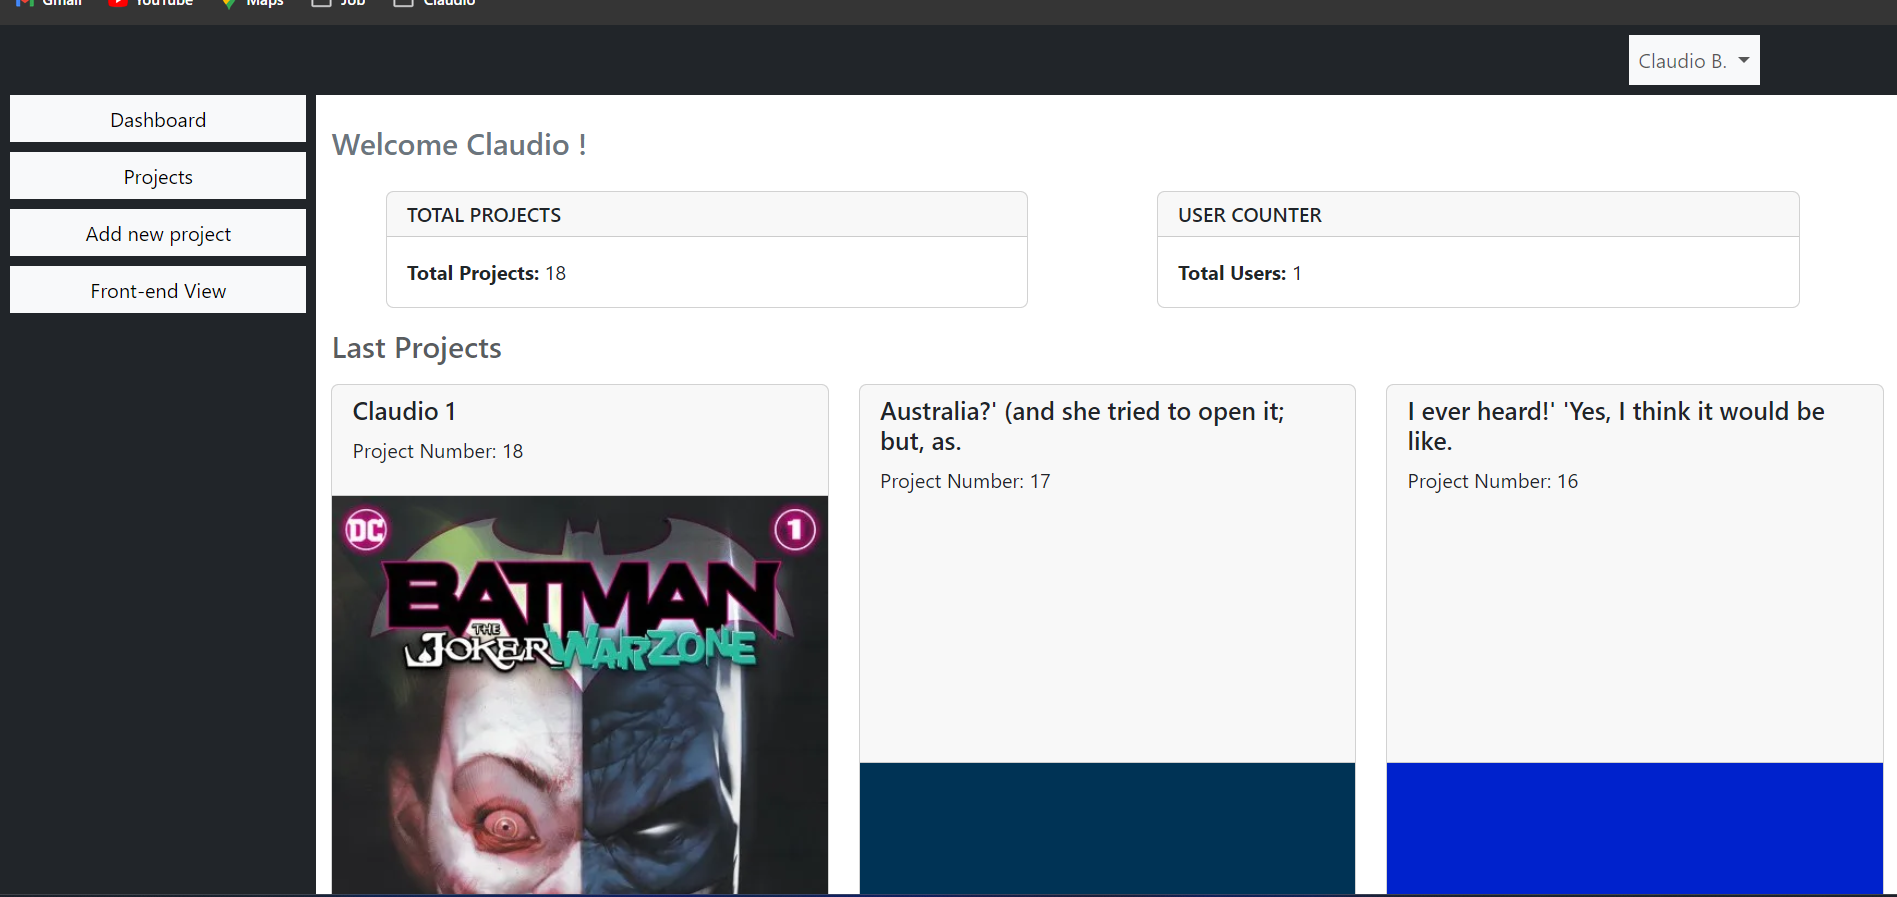 Gmail YouTube Maps Job Claudio
Claudio B.
Dashboard
Projects
Add new project
Front-end View
Welcome Claudio !
TOTAL PROJECTS
Total Projects: 18
USER COUNTER
Total Users: 1
Last Projects
Claudio 1
Project Number: 18
DC
1
BATMAN
THE
JOKER WARZONE
Australia?' (and she tried to open it;
but, as.
Project Number: 17
I ever heard!' 'Yes, I think it would be
like.
Project Number: 16